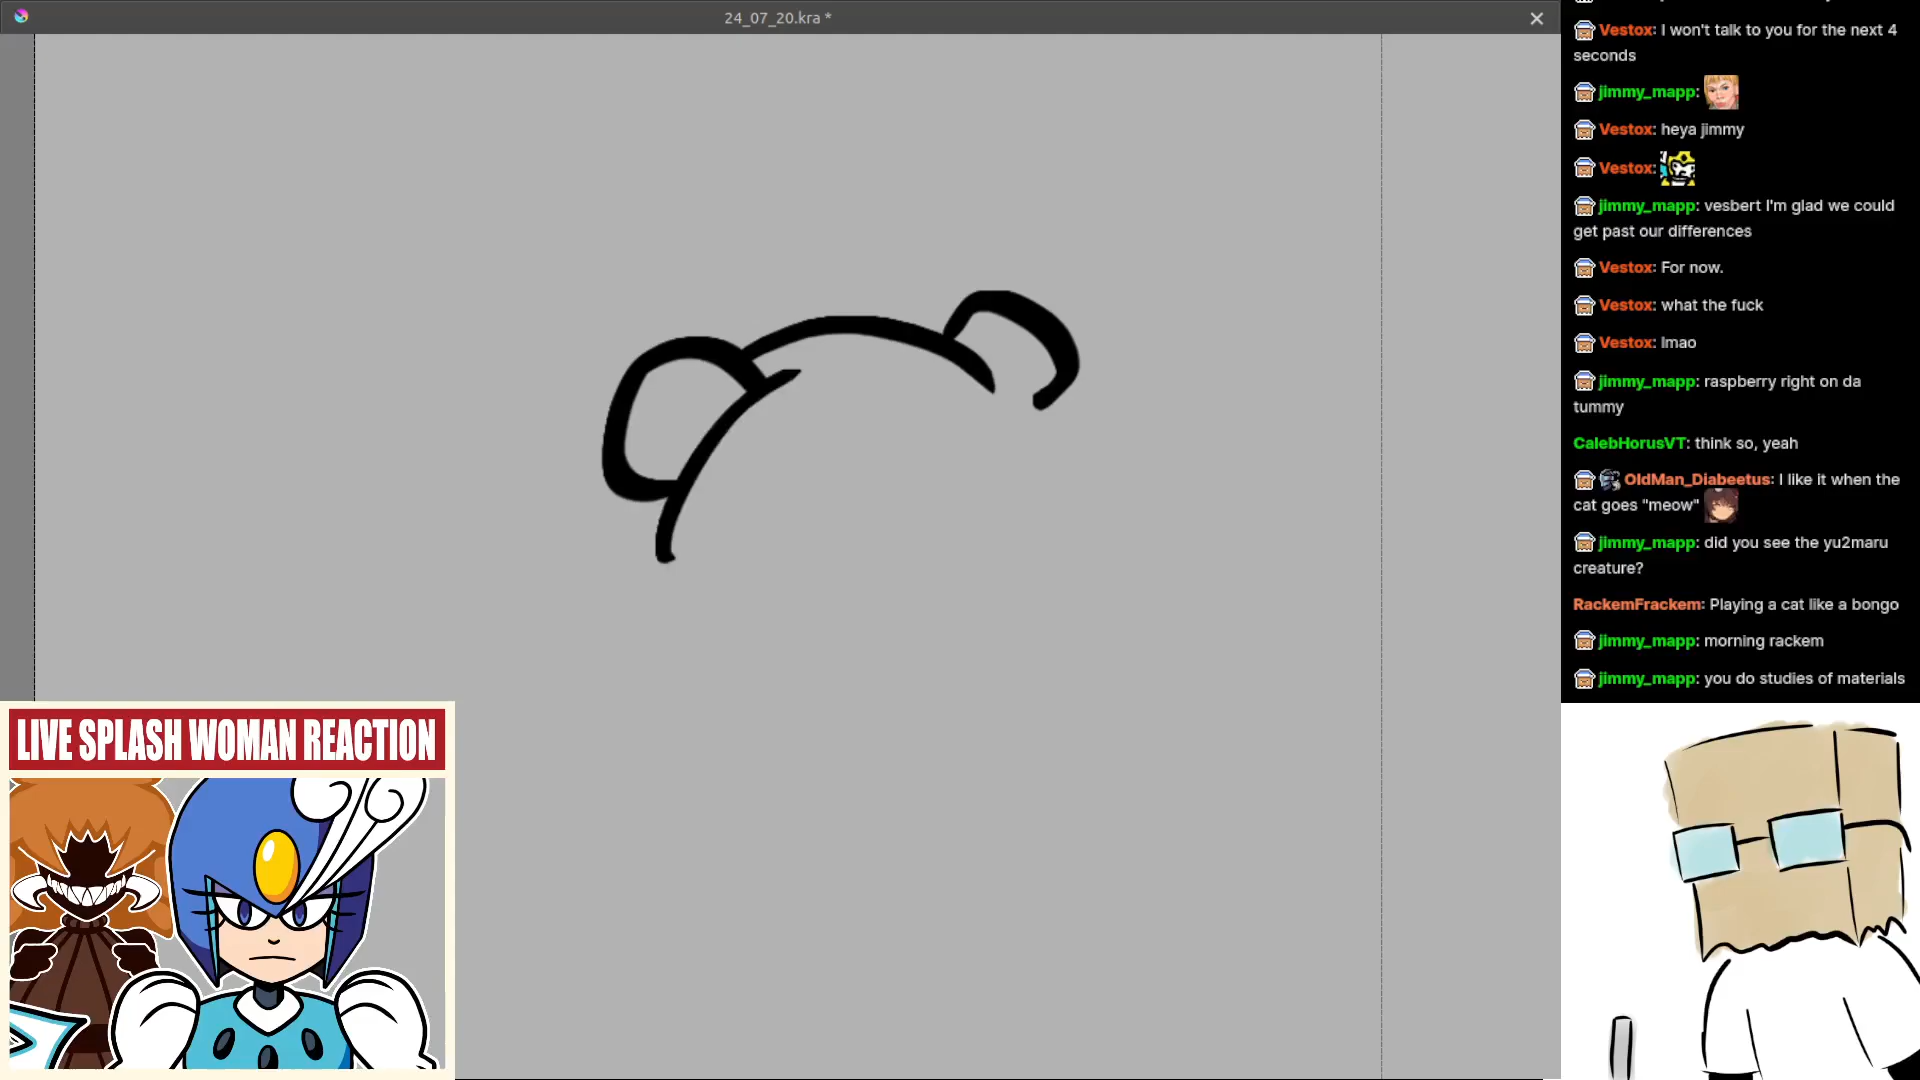 24_07_20.kra *
Vestox: I won't talk to you for the next 4
seconds
jimmy_mapp:
Vestox: heya jimmy
Vestox:
jimmy_mapp: vesbert I'm glad we could
get past our differences
Vestox: For now.
Vestox: what the fuck
Vestox: lmao
jimmy_mapp: raspberry right on da
tummy
CalebHorusVT: think so, yeah
OldMan_Diabeetus: I like it when the
cat goes "meow"
jimmy_mapp: did you see the yu2maru
creature?
RackemFrackem: Playing a cat like a bongo
jimmy_mapp: morning rackem
jimmy_mapp: you do studies of materials
LIVE SPLASH WOMAN REACTION